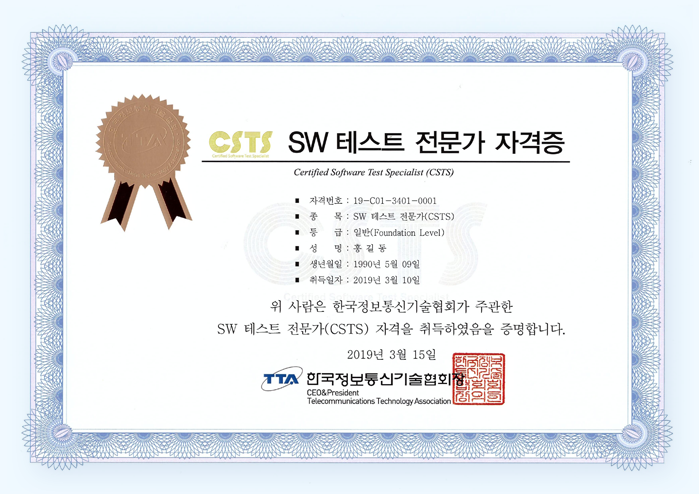 CSTS SW 테스트 전문가 자격증
Certified Software Test Specialist
Certified Software Test Specialist (CSTS)
■ 자격번호 : 19-C01-3401-0001
■ 종 목 : SW 테스트 전문가(CSTS)
■ 등 급 : 일반(Foundation Level)
■ 성 명 : 홍 길 동
■ 생년월일 : 1990년 5월 09일
■ 취득일자 : 2019년 3월 10일
CSTS
위 사람은 한국정보통신기술협회가 주관한
SW 테스트 전문가(CSTS) 자격을 취득하였음을 증명합니다.
2019년 3월 15일
TTA 한국정보통신기술협회장
CEO&President
Telecommunications Technology Association